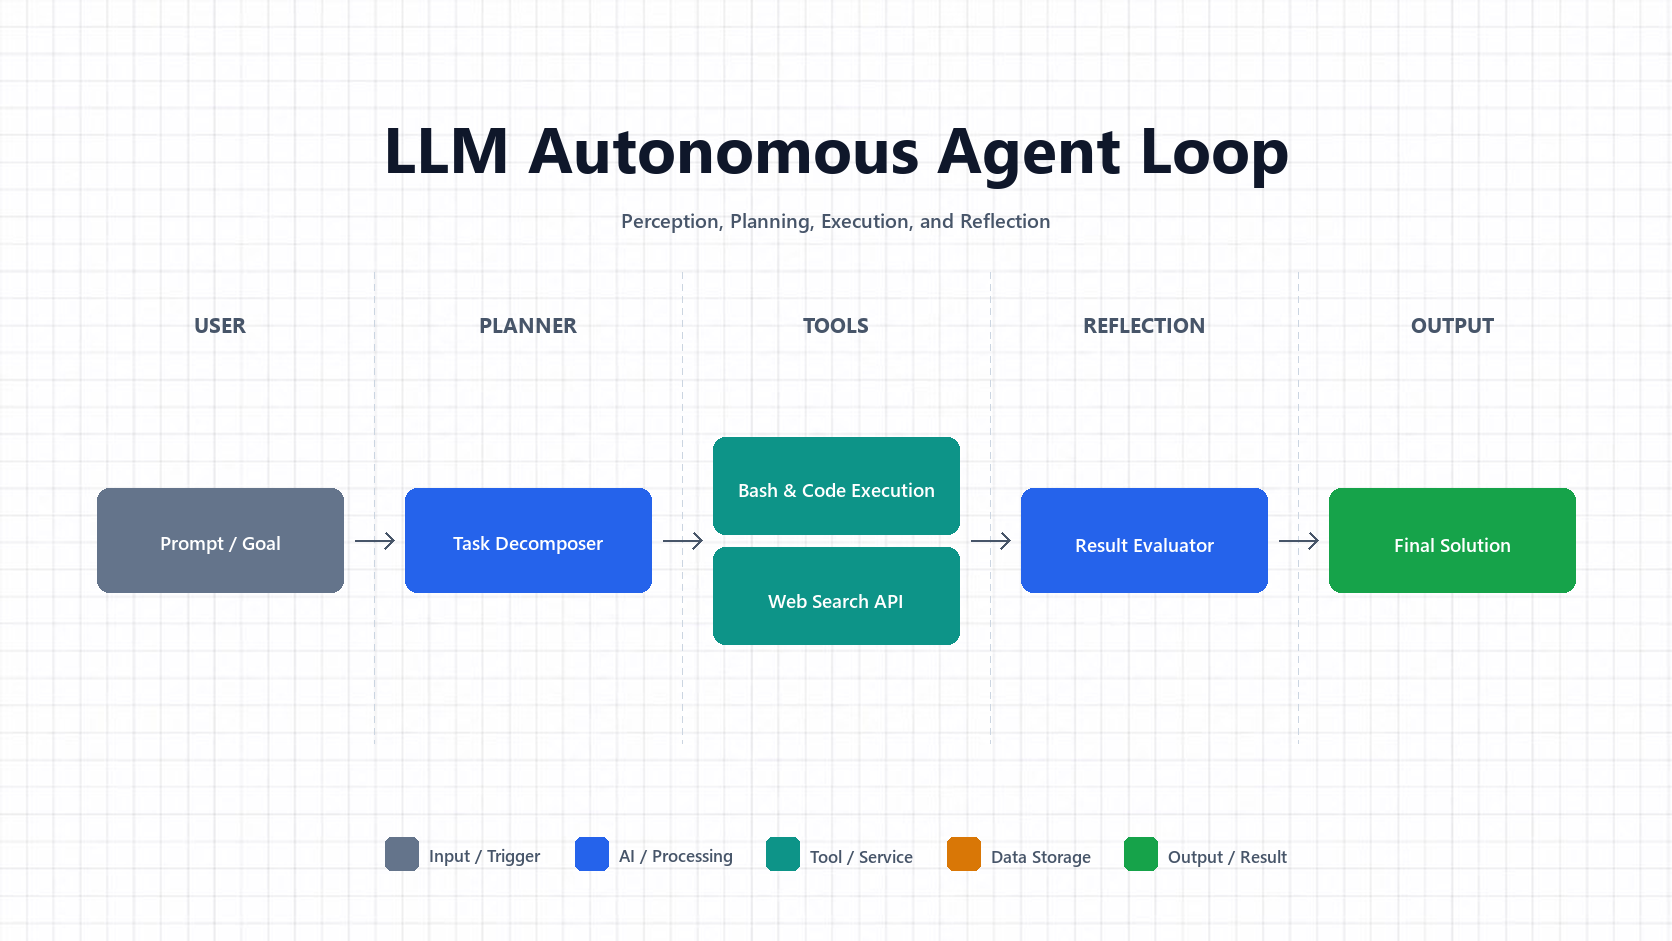 LLM Autonomous Agent Loop
Perception, Planning, Execution, and Reflection
USER
PLANNER
TOOLS
REFLECTION
OUTPUT
Prompt / Goal
Task Decomposer
Bash & Code Execution
Web Search API
Result Evaluator
Final Solution
Input / Trigger
AI / Processing
Tool / Service
Data Storage
Output / Result